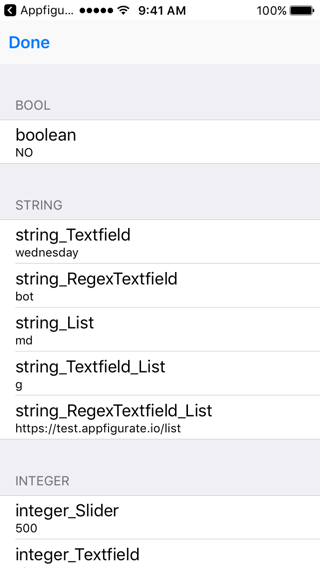 Appfigu... 9:41 AM 100%
Done
BOOL
boolean
NO
STRING
string_Textfield
wednesday
string_RegexTextfield
bot
string_List
md
string_Textfield_List
g
string_RegexTextfield_List
https://test.appfigurate.io/list
INTEGER
integer_Slider
500
integer_Textfield